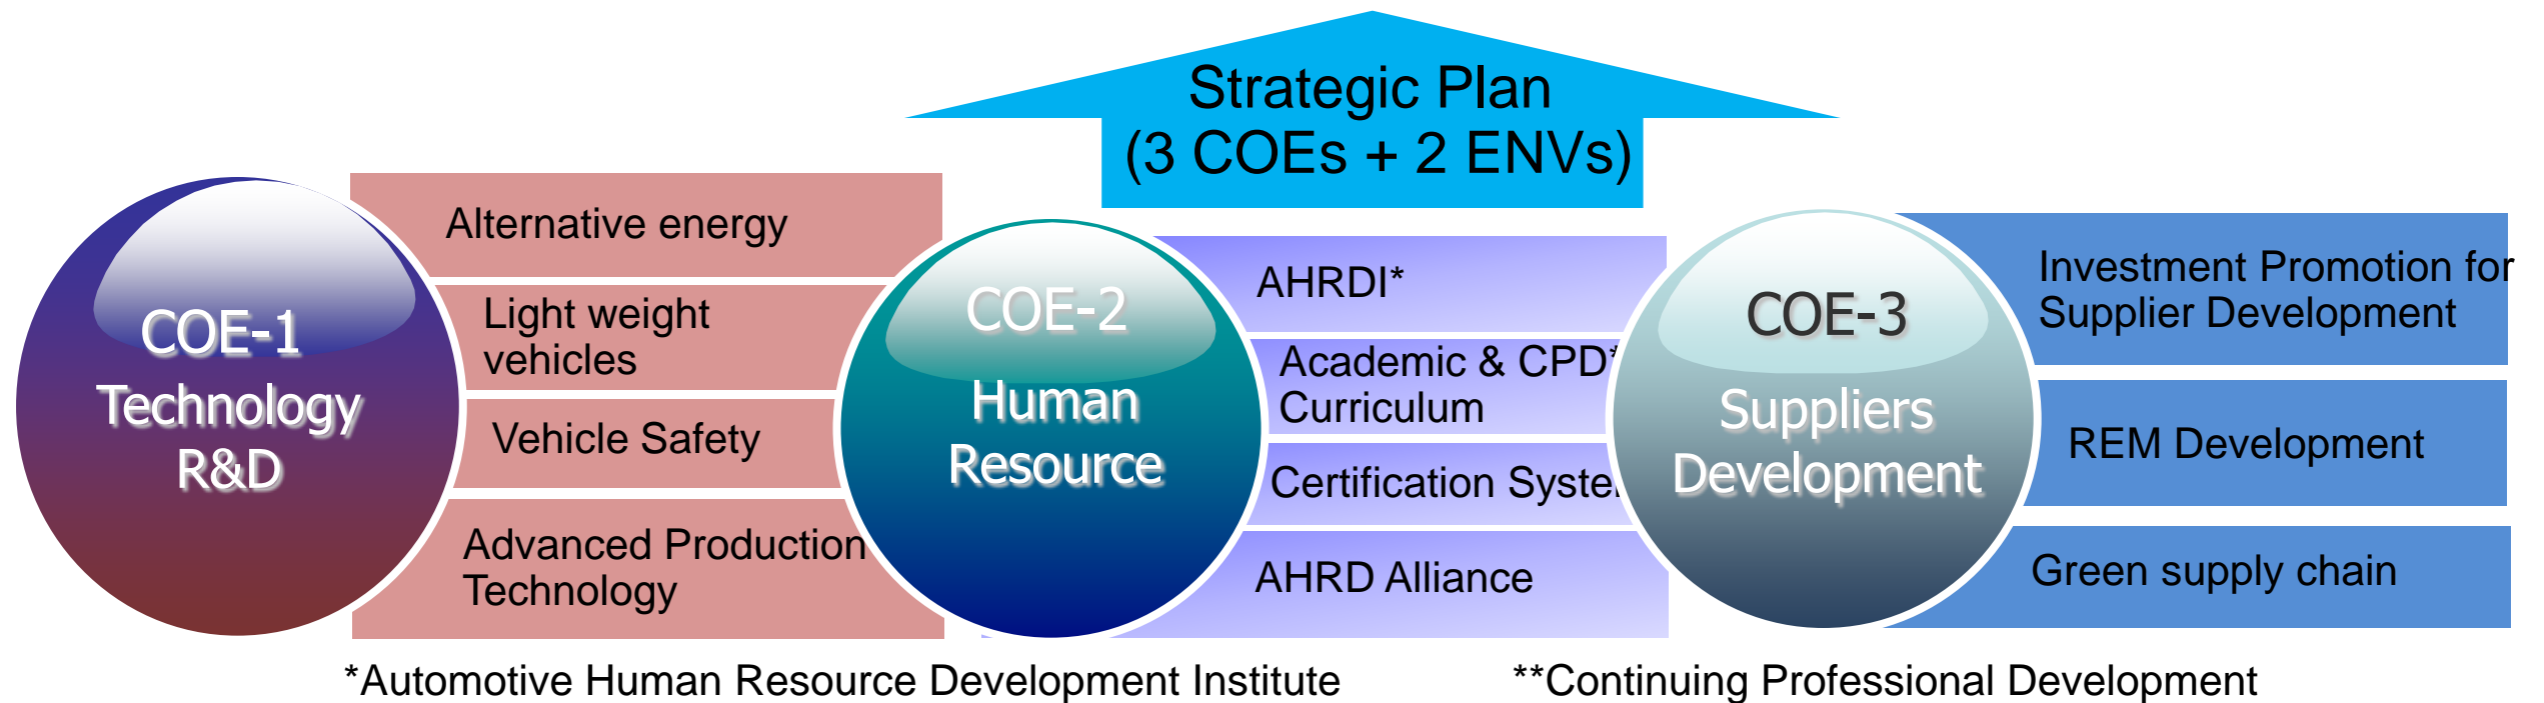 Strategic Plan
(3 COEs + 2 ENVs)
COE-1
Technology
R&D
Alternative energy
Light weight
vehicles
Vehicle Safety
Advanced Production
Technology
COE-2
Human
Resource
AHRDI*
Academic & CPD*
Curriculum
Certification System
AHRD Alliance
COE-3
Suppliers
Development
Investment Promotion for
Supplier Development
REM Development
Green supply chain
*Automotive Human Resource Development Institute
**Continuing Professional Development